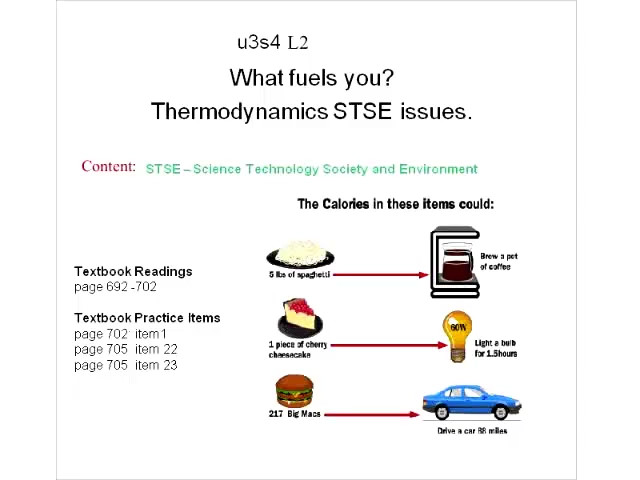 u3s4 L2
What fuels you?
Thermodynamics STSE issues.
Content: STSE – Science Technology Society and Environment
The Calories in these items could:
5 lbs of spaghetti
Brew a pot
of coffee
Textbook Readings
page 692 -702
Textbook Practice Items
page 702 item1
page 705 item 22
page 705 item 23
1 piece of cherry
cheesecake
60W
Light a bulb
for 1.5hours
217 Big Macs
Drive a car 88 miles